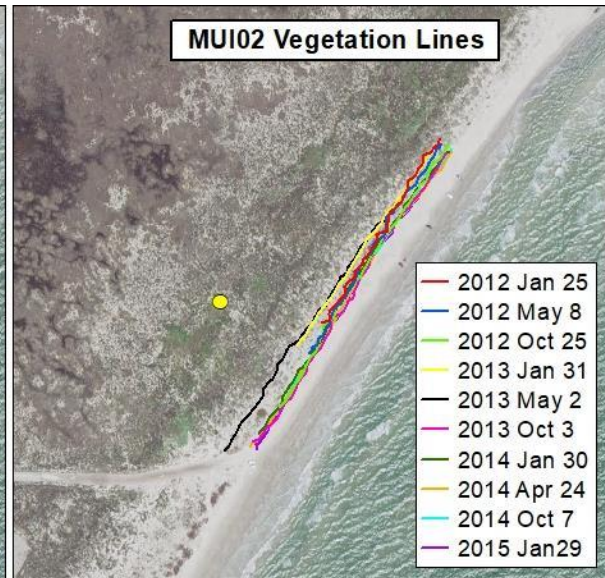 MUI02 Vegetation Lines
2012 Jan 25
2012 May 8
2012 Oct 25
2013 Jan 31
2013 May 2
2013 Oct 3
2014 Jan 30
2014 Apr 24
2014 Oct 7
2015 Jan29